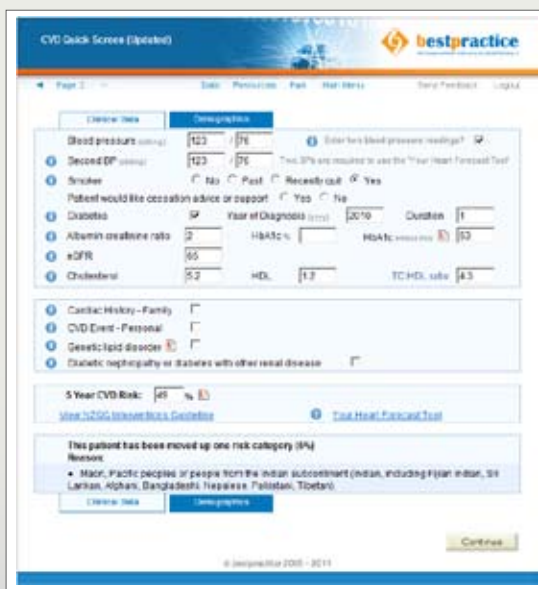 CVD Quick Screen (Updated)
bestpractice
Page 2 Data Resources Main Menu Send Feedback Logout
Clinical Data Demographics
Blood pressure (sitting) 123 / 76 Enter two blood pressure readings?
Second BP (sitting) 123 / 76 Two BPs are required to use the 'Your Heart Forecast Tool'
Smoker No Past Recently quit Yes
Patient would like cessation advice or support Yes No
Diabetes Year of Diagnosis (yyyy) 2010 Duration 1
Albumin creatinine ratio 2 HbA1c % HbA1c 53
eGFR 65
Cholesterol 5.2 HDL 1.2 TC:HDL ratio 4.3
Cardiac History - Family
CVD Event - Personal
Genetic lipid disorder
Diabetic nephropathy or diabetes with other renal disease
5 Year CVD Risk: %
View NZGG Interventions Guideline Your Heart Forecast Tool
This patient has been moved up one risk category (5%)
Reason:
• Maori, Pacific peoples or people from the Indian subcontinent (Indian, including Fijian Indian, Sri
Lankan, Afghani, Bangladeshi, Nepalese, Pakistani, Tibetan).
Clinical Data Demographics
Continue
© bestpractice 2005 - 2011